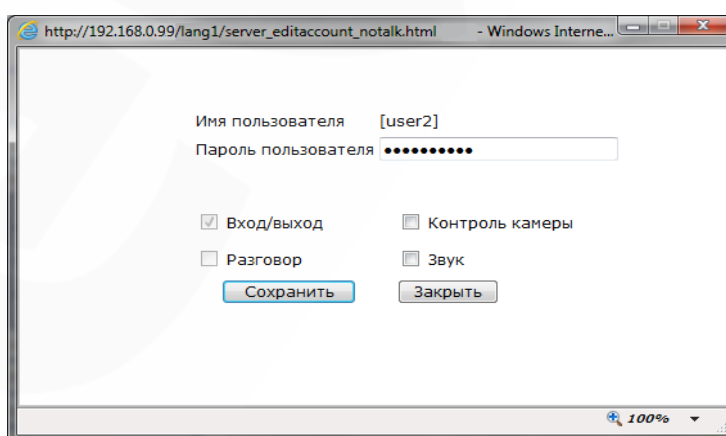 http://192.168.0.99/lang1/server_editaccount_notalk.html - Windows Interne...
Имя пользователя [user2]
Пароль пользователя ••••••••••
Вход/выход Контроль камеры
Разговор Звук
Сохранить Закрыть
100%